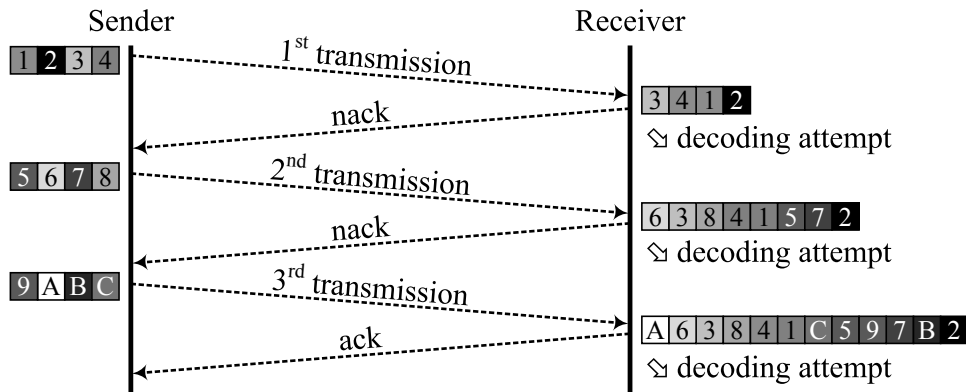 Sender
Receiver
1 2 3 4
1st transmission
3 4 1 2
nack
decoding attempt
5 6 7 8
2nd transmission
6 3 8 4 1 5 7 2
nack
decoding attempt
9 A B C
3rd transmission
A 6 3 8 4 1 C 5 9 7 B 2
ack
decoding attempt